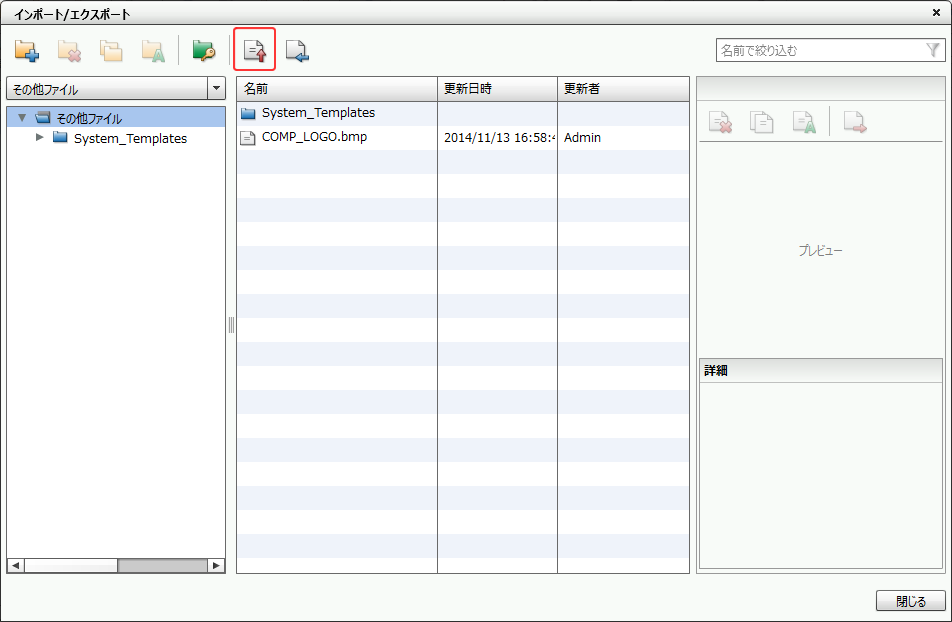 インポート/エクスポート
名前で絞り込む
その他ファイル
名前 更新日時 更新者
その他ファイル
System_Templates
System_Templates
COMP_LOGO.bmp 2014/11/13 16:58:4 Admin
プレビュー
詳細
閉じる